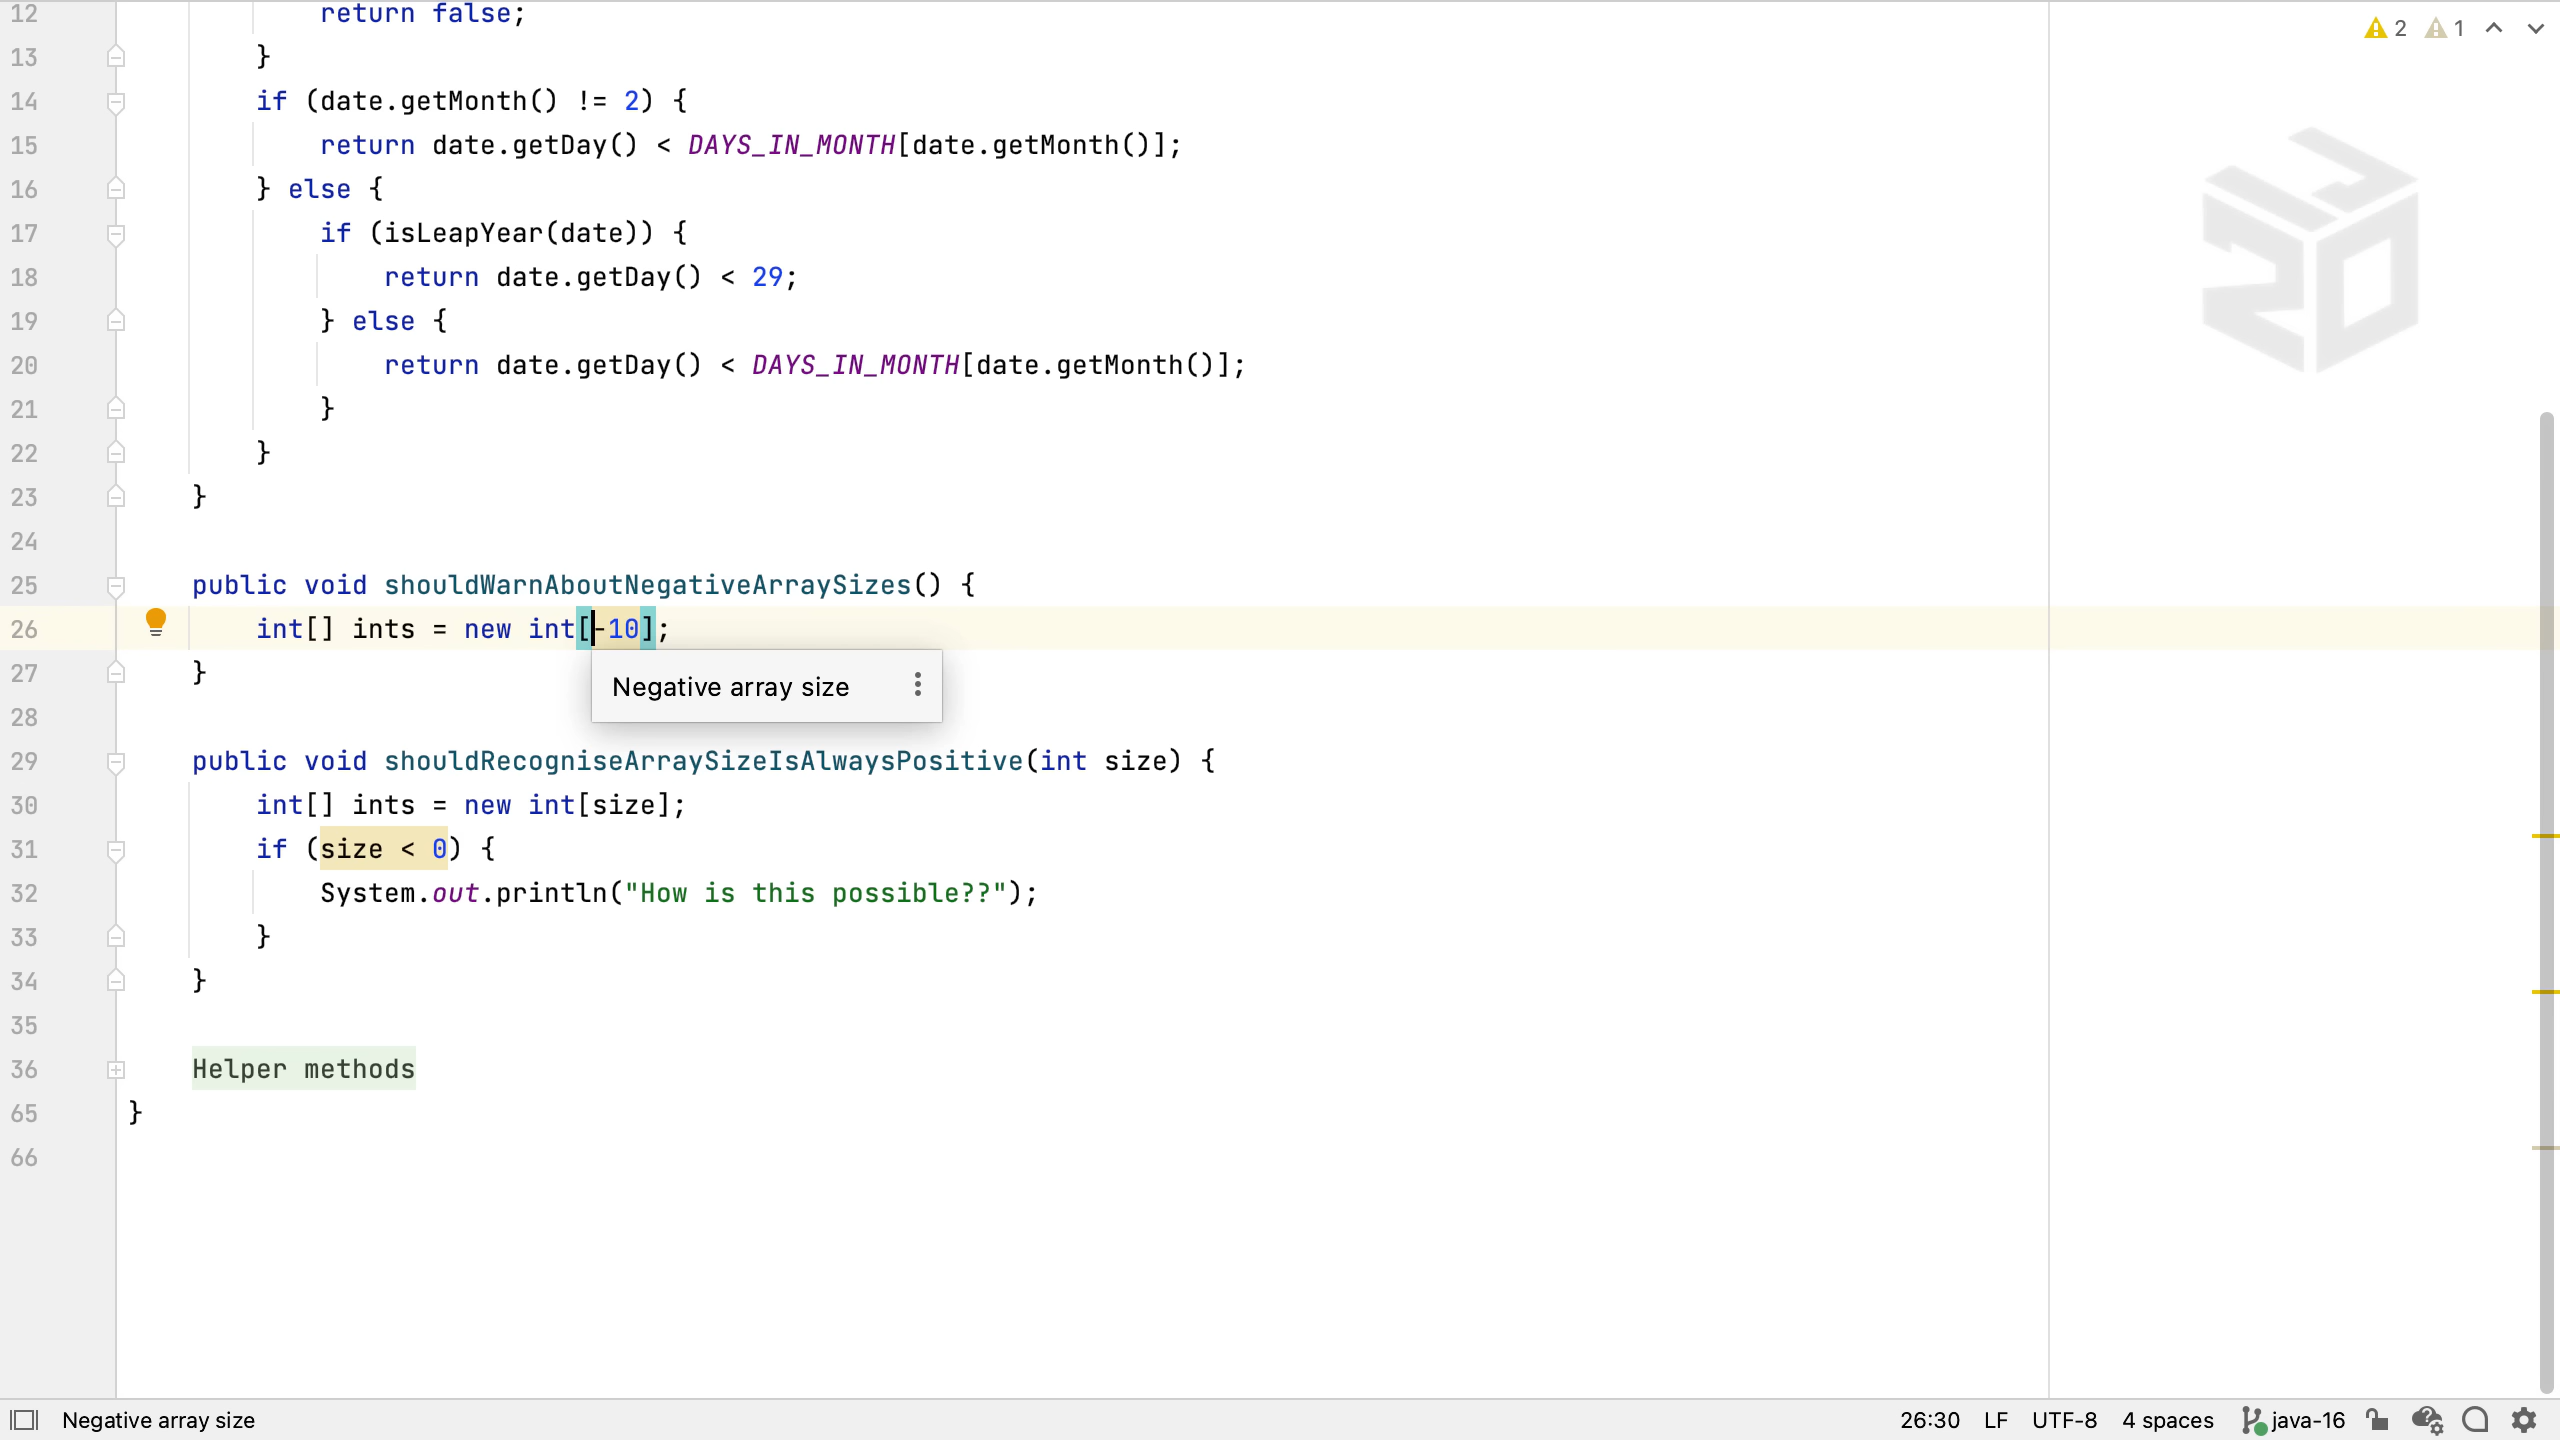 12 return false;
2 1
13 }
14 if (date.getMonth() != 2) {
15 return date.getDay() < DAYS_IN_MONTH[date.getMonth()];
16 } else {
17 if (isLeapYear(date)) {
18 return date.getDay() < 29;
19 } else {
20 return date.getDay() < DAYS_IN_MONTH[date.getMonth()];
21 }
22 }
23 }
24
25 public void shouldWarnAboutNegativeArraySizes() {
26 int[] ints = new int[-10];
27 }
Negative array size
28
29 public void shouldRecogniseArraySizeIsAlwaysPositive(int size) {
30 int[] ints = new int[size];
31 if (size < 0) {
32 System.out.println("How is this possible??");
33 }
34 }
35
36 Helper methods
65 }
66
Negative array size 26:30 LF UTF-8 4 spaces java-16